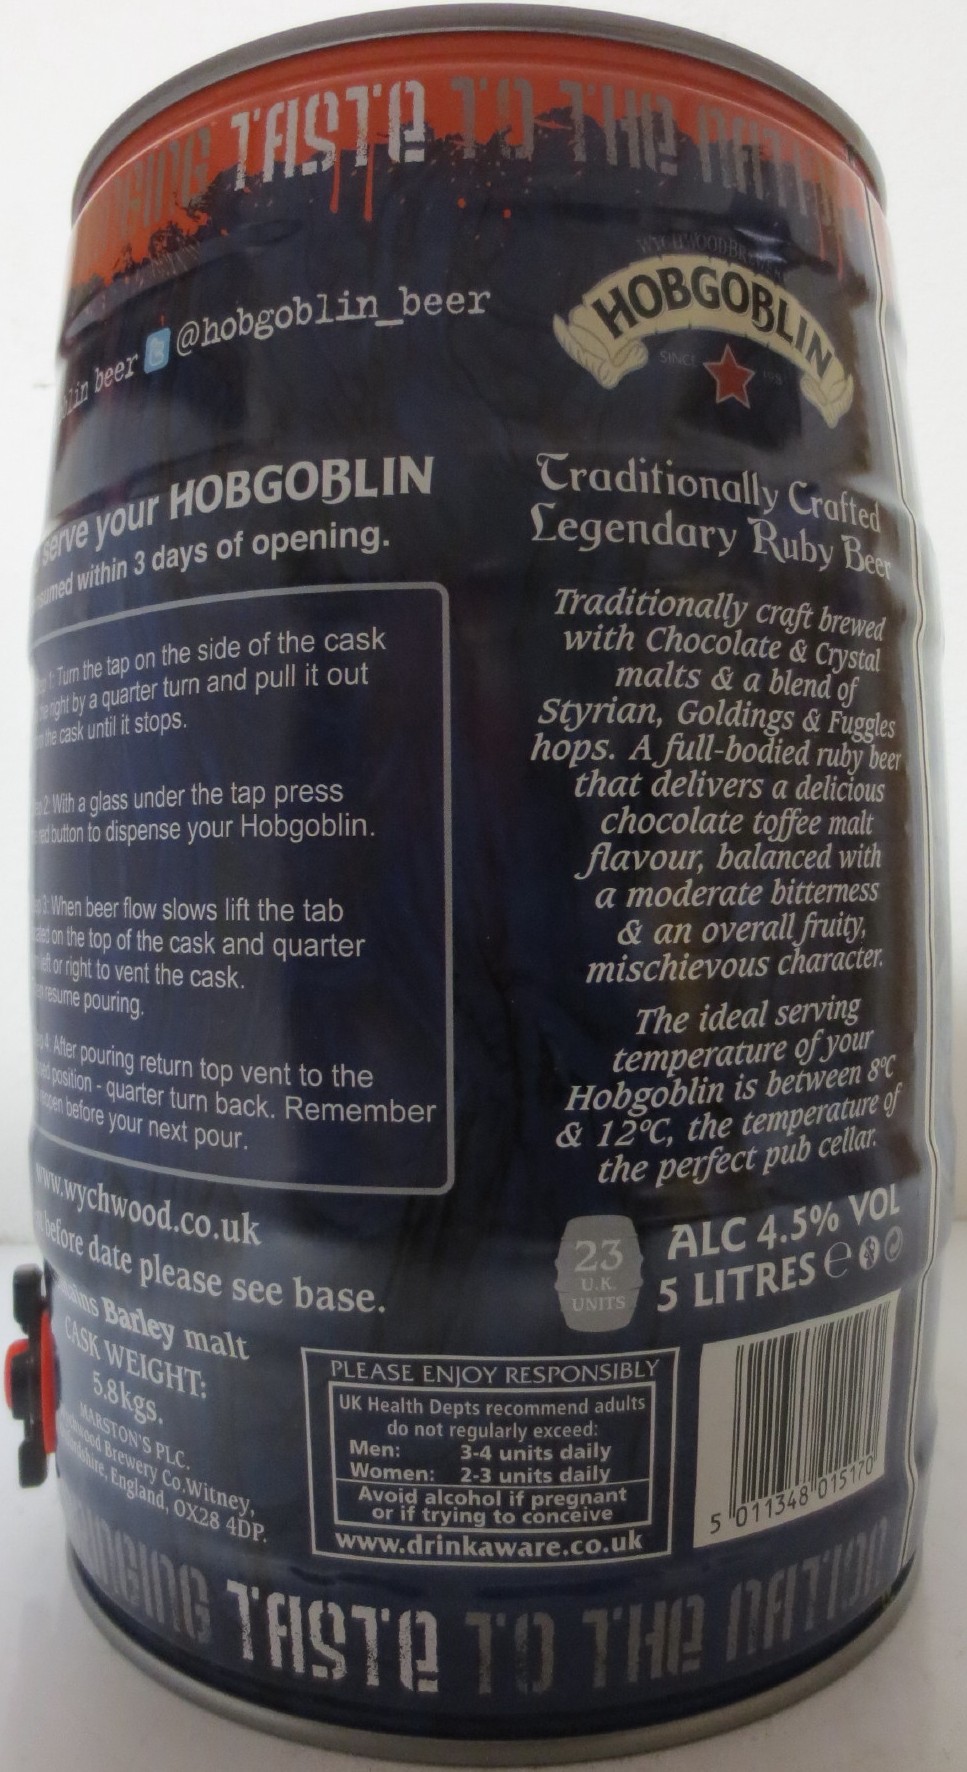 TASTE TO THE NATION
beer @hobgoblin_beer
WYCHWOOD BREWERY
HOBGOBLIN
SINCE
serve your HOBGOBLIN
within 3 days of opening.
1: Turn the tap on the side of the cask
right by a quarter turn and pull it out
the cask until it stops.
2: With a glass under the tap press
red button to dispense your Hobgoblin.
3: When beer flow slows lift the tab
on the top of the cask and quarter
left or right to vent the cask.
resume pouring.
4: After pouring return top vent to the
position - quarter turn back. Remember
before your next pour.
www.wychwood.co.uk
before date please see base.
Barley malt
CASK WEIGHT:
5.8kgs.
MARSTON'S PLC.
Brewery Co.Witney,
England, OX28 4DP.
Traditionally Crafted
Legendary Ruby Beer
Traditionally craft brewed
with Chocolate & Crystal
malts & a blend of
Styrian, Goldings & Fuggles
hops. A full-bodied ruby beer
that delivers a delicious
chocolate toffee malt
flavour, balanced with
a moderate bitterness
& an overall fruity,
mischievous character.
The ideal serving
temperature of your
Hobgoblin is between 8°C
& 12°C, the temperature of
the perfect pub cellar.
23
U.K.
UNITS
ALC 4.5% VOL
5 LITRES e
PLEASE ENJOY RESPONSIBLY
UK Health Depts recommend adults
do not regularly exceed:
Men: 3-4 units daily
Women: 2-3 units daily
Avoid alcohol if pregnant
or if trying to conceive
www.drinkaware.co.uk
5 011348 015170
TASTE TO THE NATION